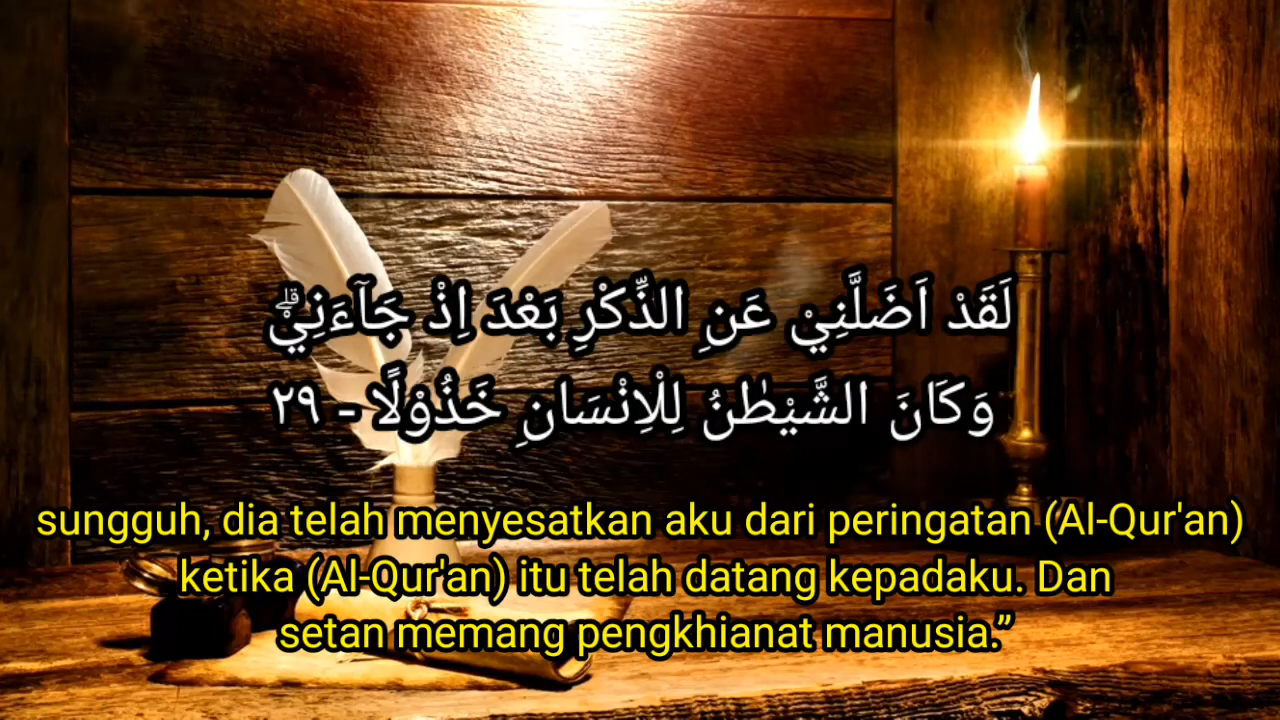 لَقَدْ اَضَلَّنِيْ عَنِ الذِّكْرِ بَعْدَ اِذْ جَاۤءَنِيْۗ
وَكَانَ الشَّيْطٰنُ لِلْاِنْسَانِ خَذُوْلًا - ٢٩
sungguh, dia telah menyesatkan aku dari peringatan (Al-Qur'an)
ketika (Al-Qur'an) itu telah datang kepadaku. Dan
setan memang pengkhianat manusia.”